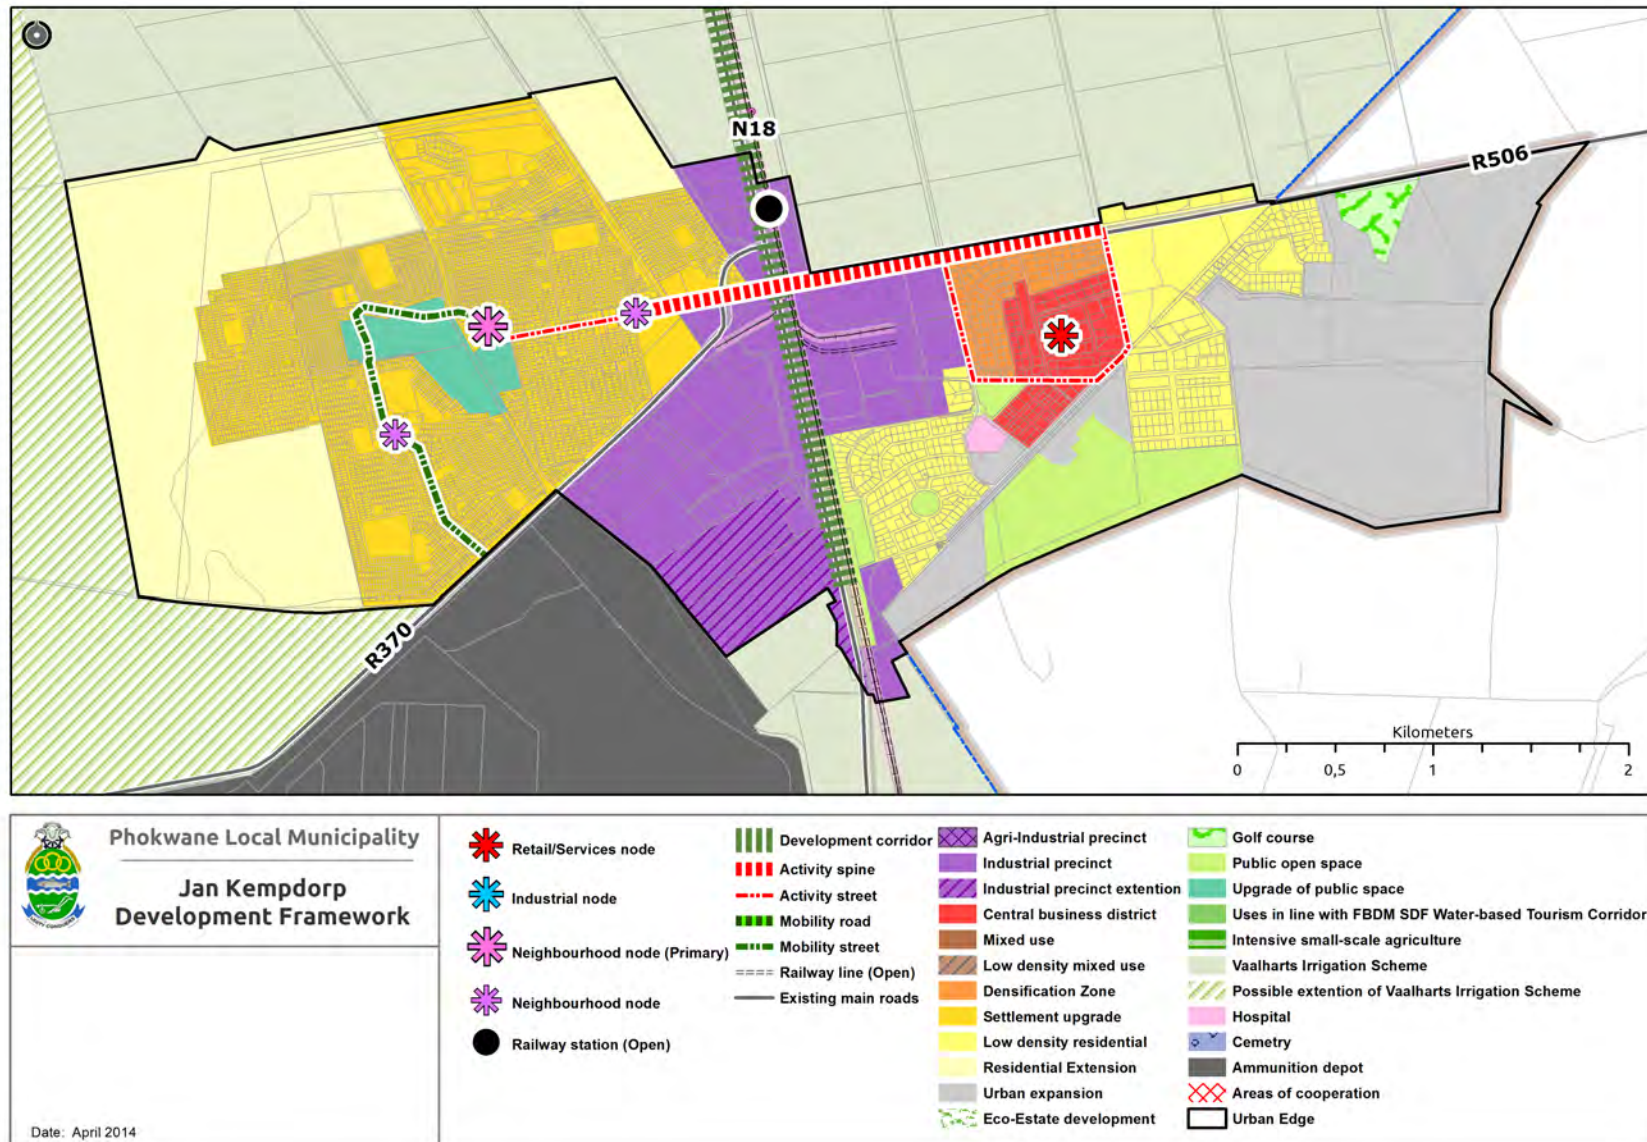 N18
R506
R370
Kilometers
0 0,5 1 2
Phokwane Local Municipality
Jan Kempdorp
Development Framework
Date: April 2014
Retail/Services node
Industrial node
Neighbourhood node (Primary)
Neighbourhood node
Railway station (Open)
Development corridor
Activity spine
Activity street
Mobility road
Mobility street
Railway line (Open)
Existing main roads
Agri-Industrial precinct
Industrial precinct
Industrial precinct extention
Central business district
Mixed use
Low density mixed use
Densification Zone
Settlement upgrade
Low density residential
Residential Extension
Urban expansion
Eco-Estate development
Golf course
Public open space
Upgrade of public space
Uses in line with FBDM SDF Water-based Tourism Corridor
Intensive small-scale agriculture
Vaalharts Irrigation Scheme
Possible extention of Vaalharts Irrigation Scheme
Hospital
Cemetry
Ammunition depot
Areas of cooperation
Urban Edge